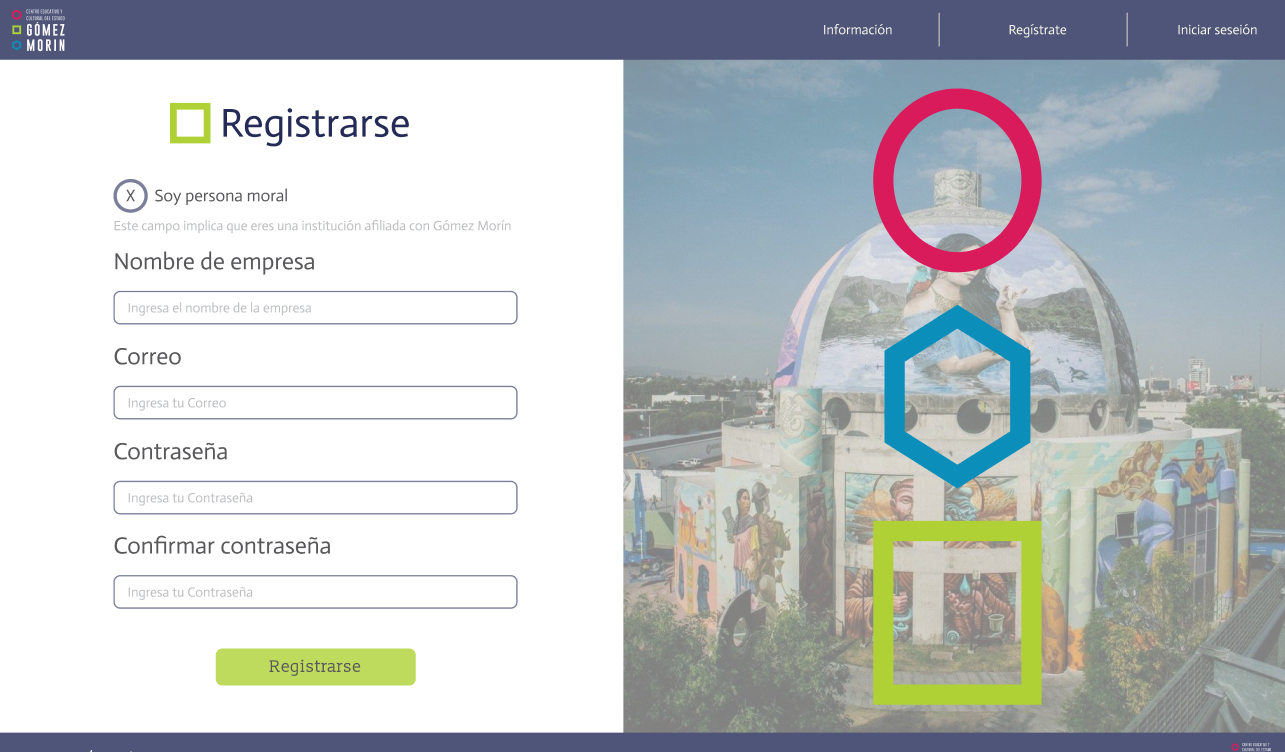 CENTRO EDUCATIVO Y
CULTURAL DEL ESTADO
GÓMEZ
MORIN
Información
Regístrate
Iniciar seseión
Registrarse
X Soy persona moral
Este campo implica que eres una institución afiliada con Gómez Morín
Nombre de empresa
Ingresa el nombre de la empresa
Correo
Ingresa tu Correo
Contraseña
Ingresa tu Contraseña
Confirmar contraseña
Ingresa tu Contraseña
Registrarse
CENTRO EDUCATIVO Y
CULTURAL DEL ESTADO